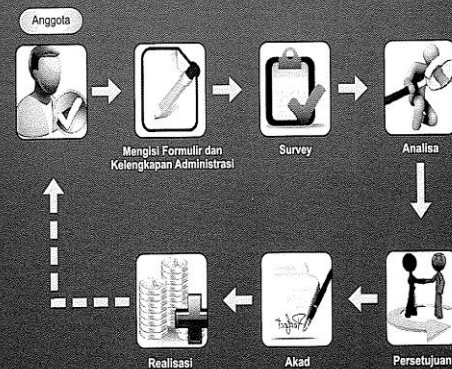 Anggota
Mengisi Formulir dan
Kelengkapan Administrasi
Survey
Analisa
Realisasi
Akad
Persetujuan